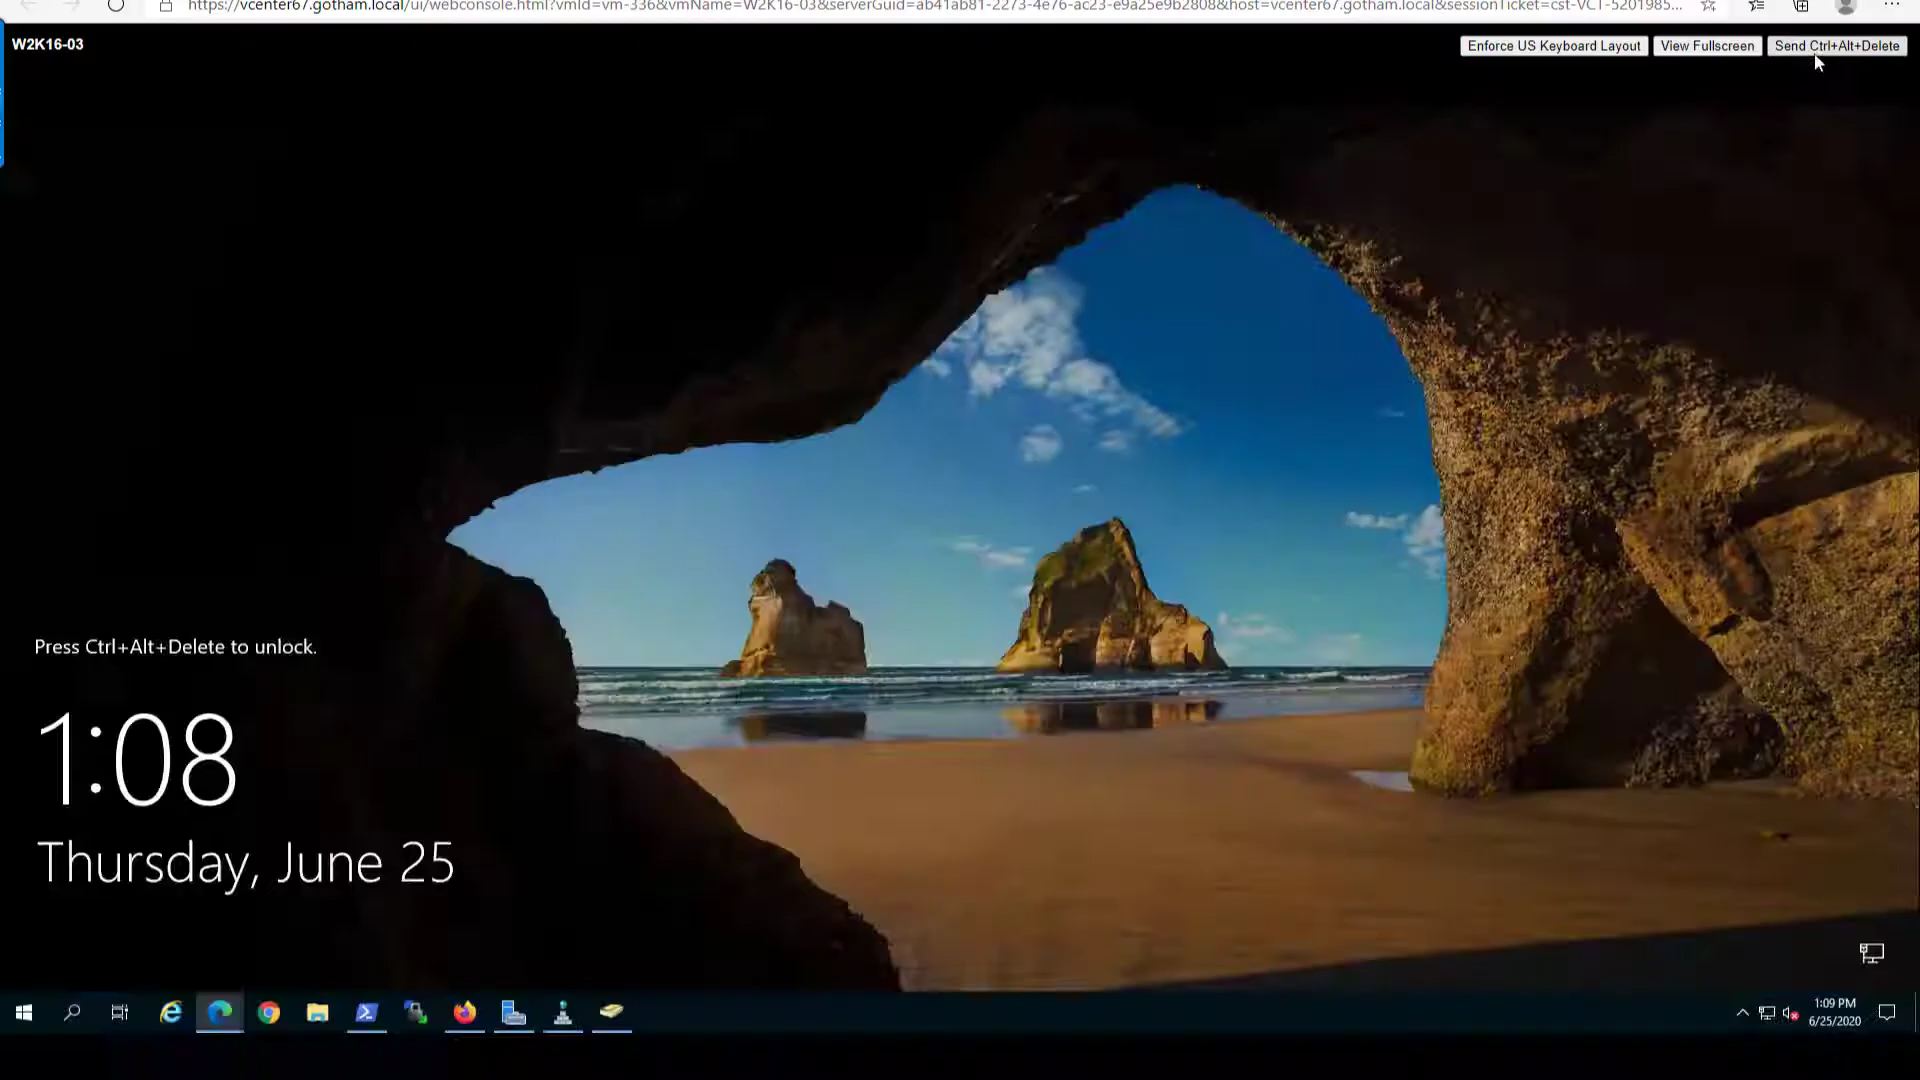 https://vcenter67.gotham.local/ui/webconsole.html?vmId=vm-336&vmName=W2K16-03&serverGuid=ab41ab81-2273-4e76-ac23-e9a25e9b2808&host=vcenter67.gotham.local&sessionTicket=cst-VCT-5201985...
W2K16-03
Enforce US Keyboard Layout
View Fullscreen
Send Ctrl+Alt+Delete
Press Ctrl+Alt+Delete to unlock.
1:08
Thursday, June 25
1:09 PM
6/25/2020